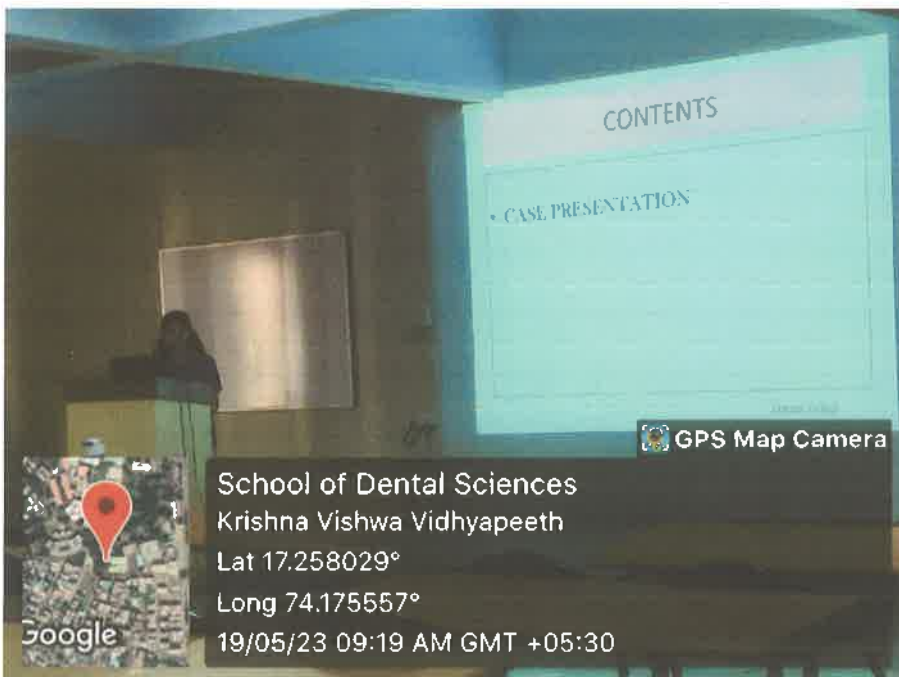 CONTENTS
• CASE PRESENTATION
GPS Map Camera
School of Dental Sciences
Krishna Vishwa Vidhyapeeth
Lat 17.258029°
Long 74.175557°
19/05/23 09:19 AM GMT +05:30
Google